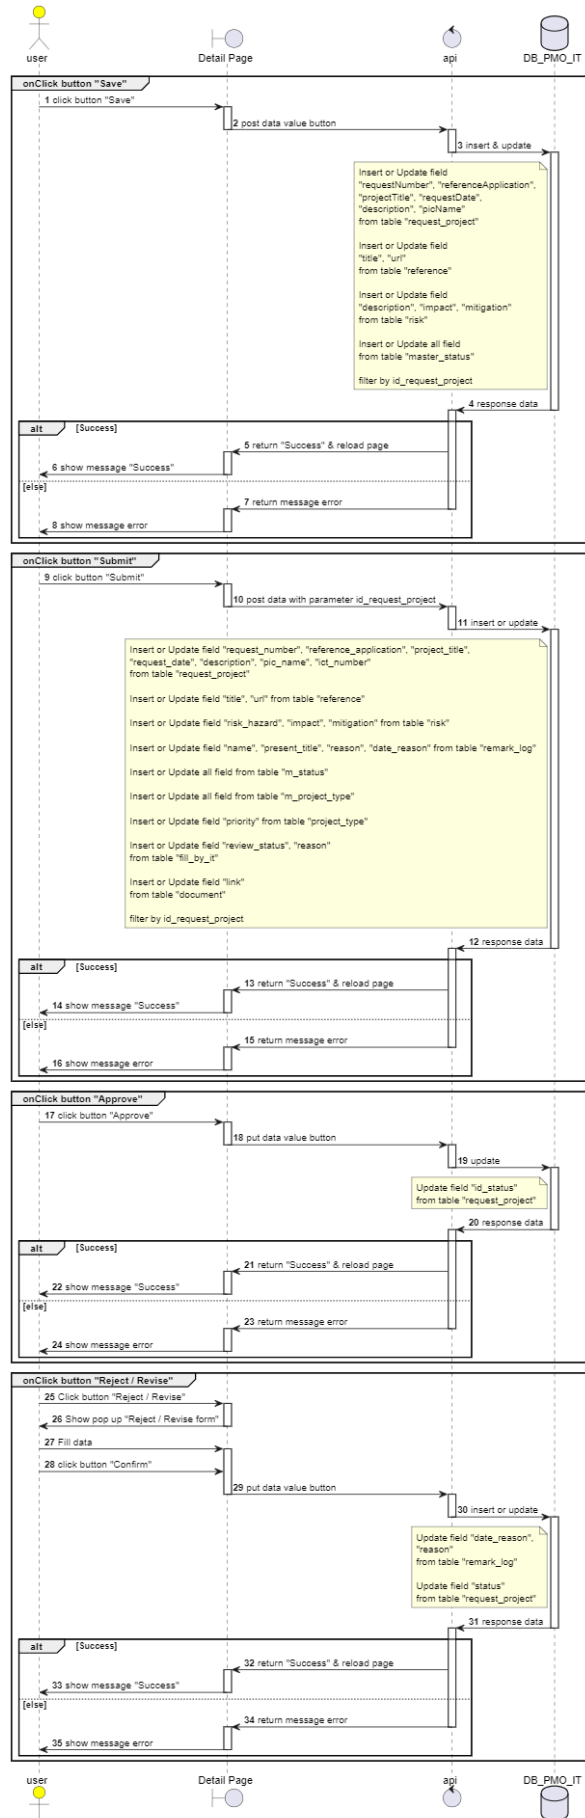 user
Detail Page
api
DB_PMO_IT
onClick button "Save"
1 click button "Save"
2 post data value button
3 insert & update
Insert or Update field
"requestNumber", "referenceApplication",
"projectTitle", "requestDate",
"description", "picName"
from table "request_project"
Insert or Update field
"title", "url"
from table "reference"
Insert or Update field
"description", "impact", "mitigation"
from table "risk"
Insert or Update all field
from table "master_status"
filter by id_request_project
4 response data
alt [Success]
5 return "Success" & reload page
6 show message "Success"
[else]
7 return message error
8 show message error
onClick button "Submit"
9 click button "Submit"
10 post data with parameter id_request_project
11 insert or update
Insert or Update field "request_number", "reference_application", "project_title",
"request_date", "description", "pic_name", "ict_number"
from table "request_project"
Insert or Update field "title", "url" from table "reference"
Insert or Update field "risk_hazard", "impact", "mitigation" from table "risk"
Insert or Update field "name", "present_title", "reason", "date_reason" from table "remark_log"
Insert or Update all field from table "m_status"
Insert or Update all field from table "m_project_type"
Insert or Update field "priority" from table "project_type"
Insert or Update field "review_status", "reason"
from table "fill_by_it"
Insert or Update field "link"
from table "document"
filter by id_request_project
12 response data
alt [Success]
13 return "Success" & reload page
14 show message "Success"
[else]
15 return message error
16 show message error
onClick button "Approve"
17 click button "Approve"
18 put data value button
19 update
Update field "id_status"
from table "request_project"
20 response data
alt [Success]
21 return "Success" & reload page
22 show message "Success"
[else]
23 return message error
24 show message error
onClick button "Reject / Revise"
25 Click button "Reject / Revise"
26 Show pop up "Reject / Revise form"
27 Fill data
28 click button "Confirm"
29 put data value button
30 insert or update
Update field "date_reason",
"reason"
from table "remark_log"
Update field "status"
from table "request_project"
31 response data
alt [Success]
32 return "Success" & reload page
33 show message "Success"
[else]
34 return message error
35 show message error
user
Detail Page
api
DB_PMO_IT